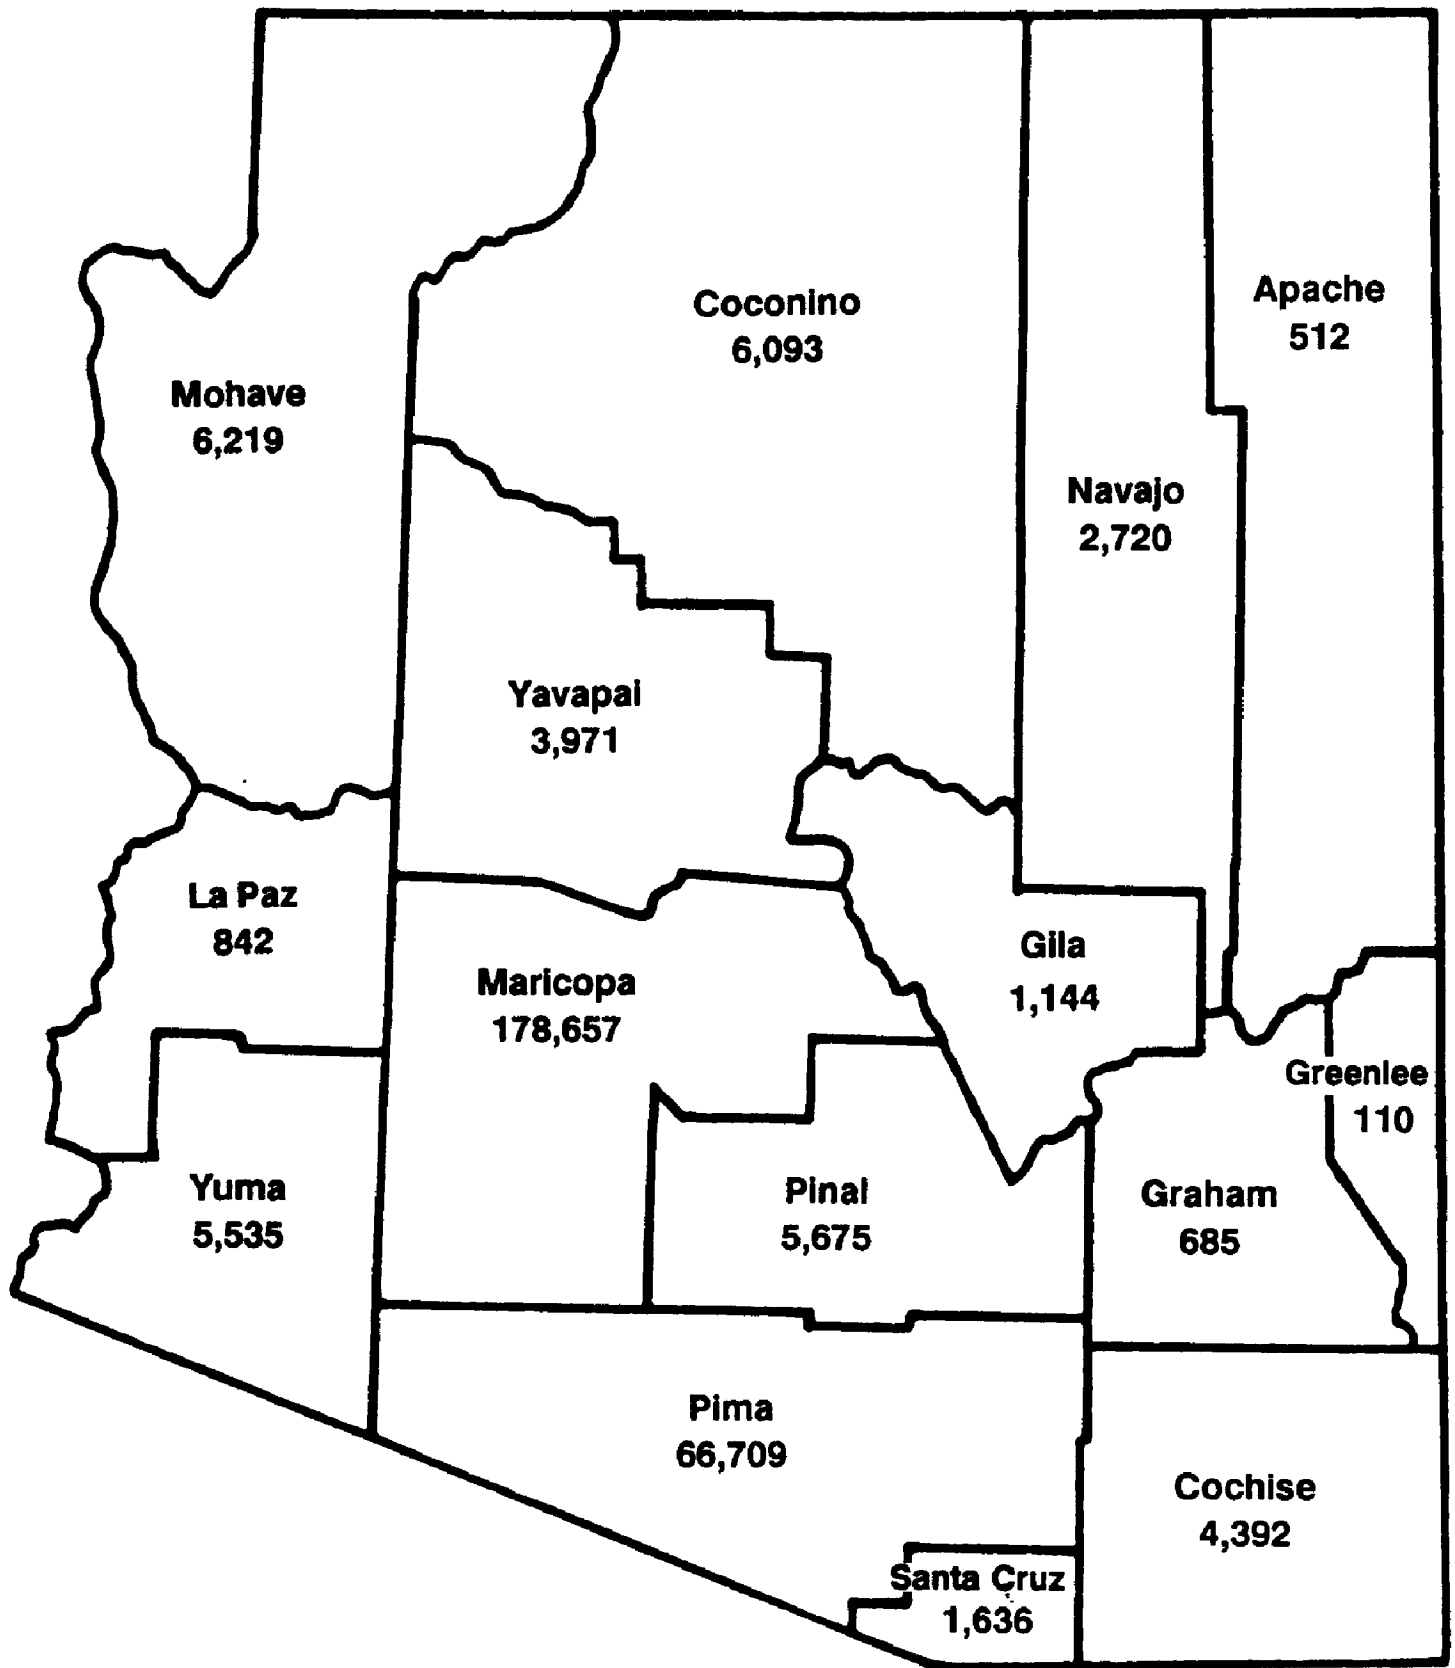 Coconino
6,093
Apache
512
Mohave
6,219
Navajo
2,720
Yavapai
3,971
La Paz
842
Maricopa
178,657
Gila
1,144
Greenlee
110
Yuma
5,535
Pinal
5,675
Graham
685
Pima
66,709
Cochise
4,392
Santa Cruz
1,636